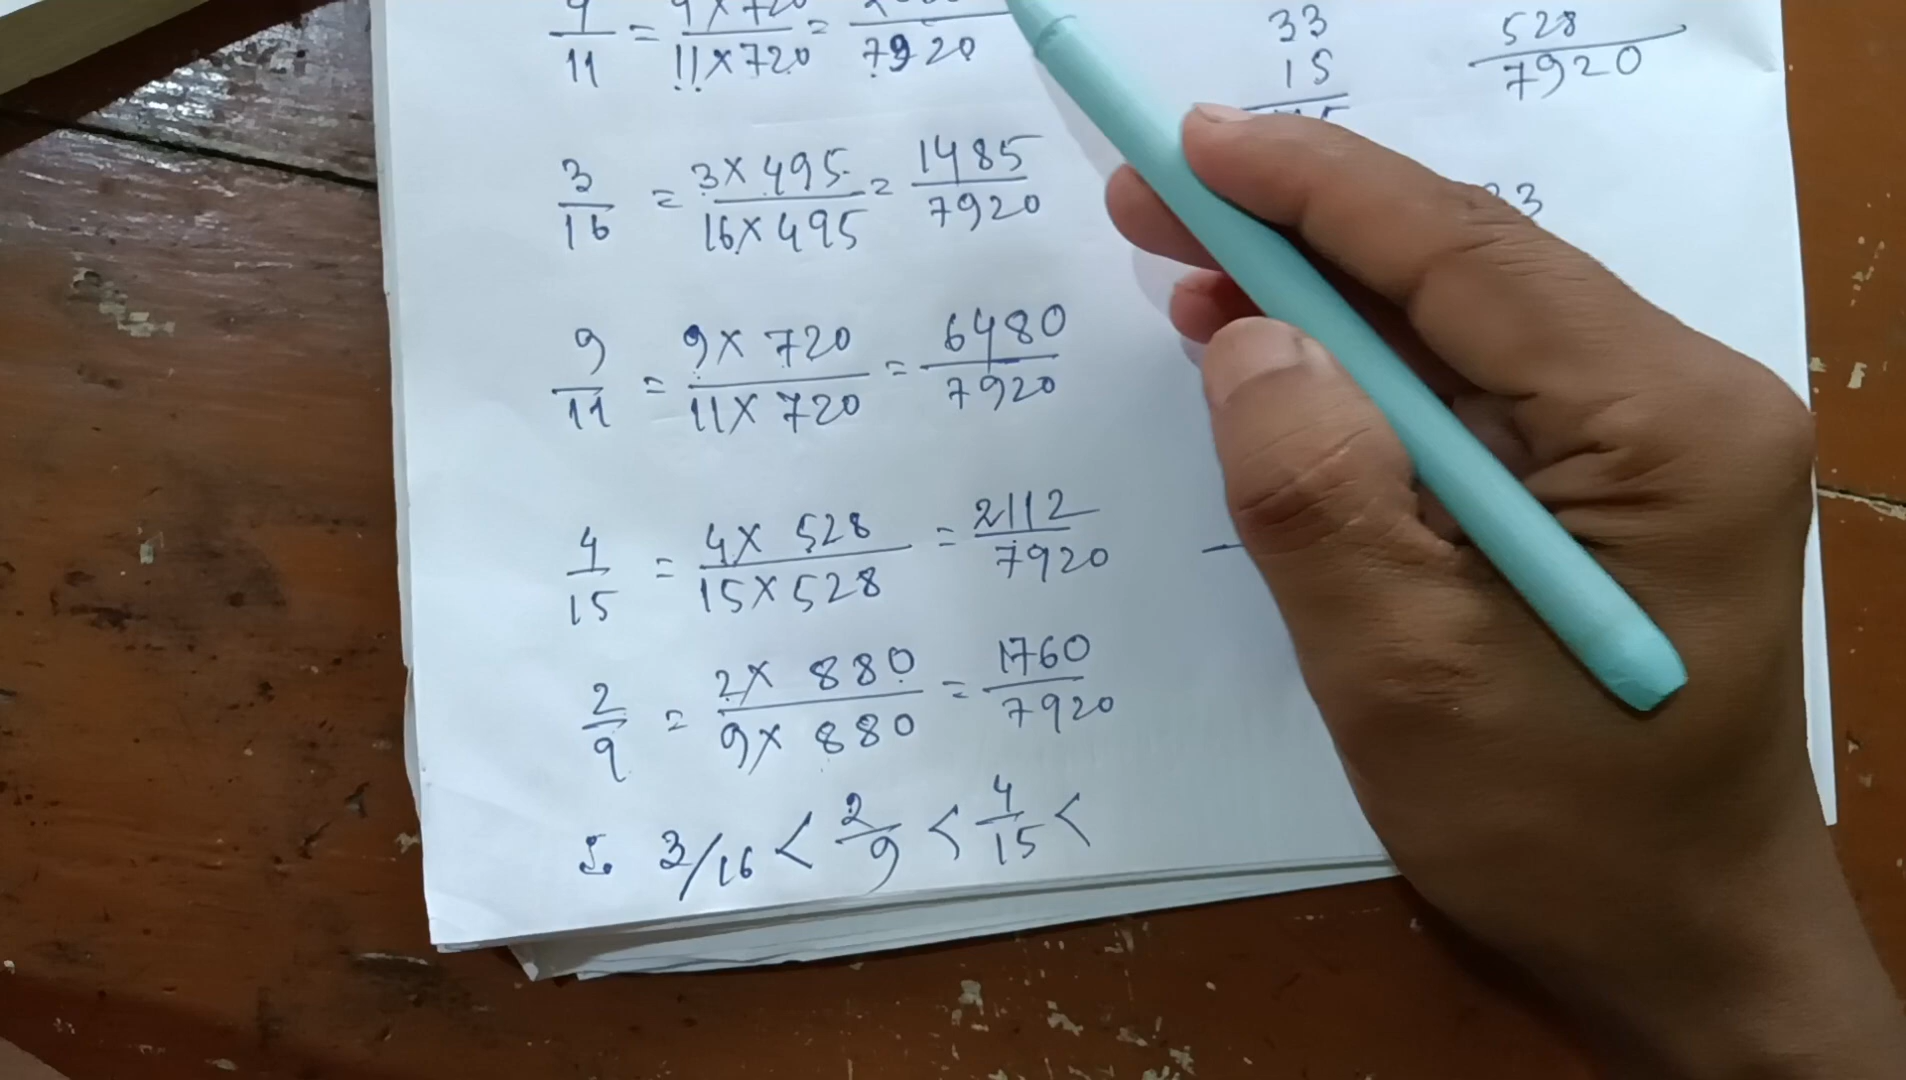 4/11 = 4 × 720 / 11 × 720 = / 7920
3/16 = 3 × 495 / 16 × 495 = 1485 / 7920
9/11 = 9 × 720 / 11 × 720 = 6480 / 7920
4/15 = 4 × 528 / 15 × 528 = 2112 / 7920
2/9 = 2 × 880 / 9 × 880 = 1760 / 7920
3/16 < 2/9 < 4/15 <
33
15
528 / 7920